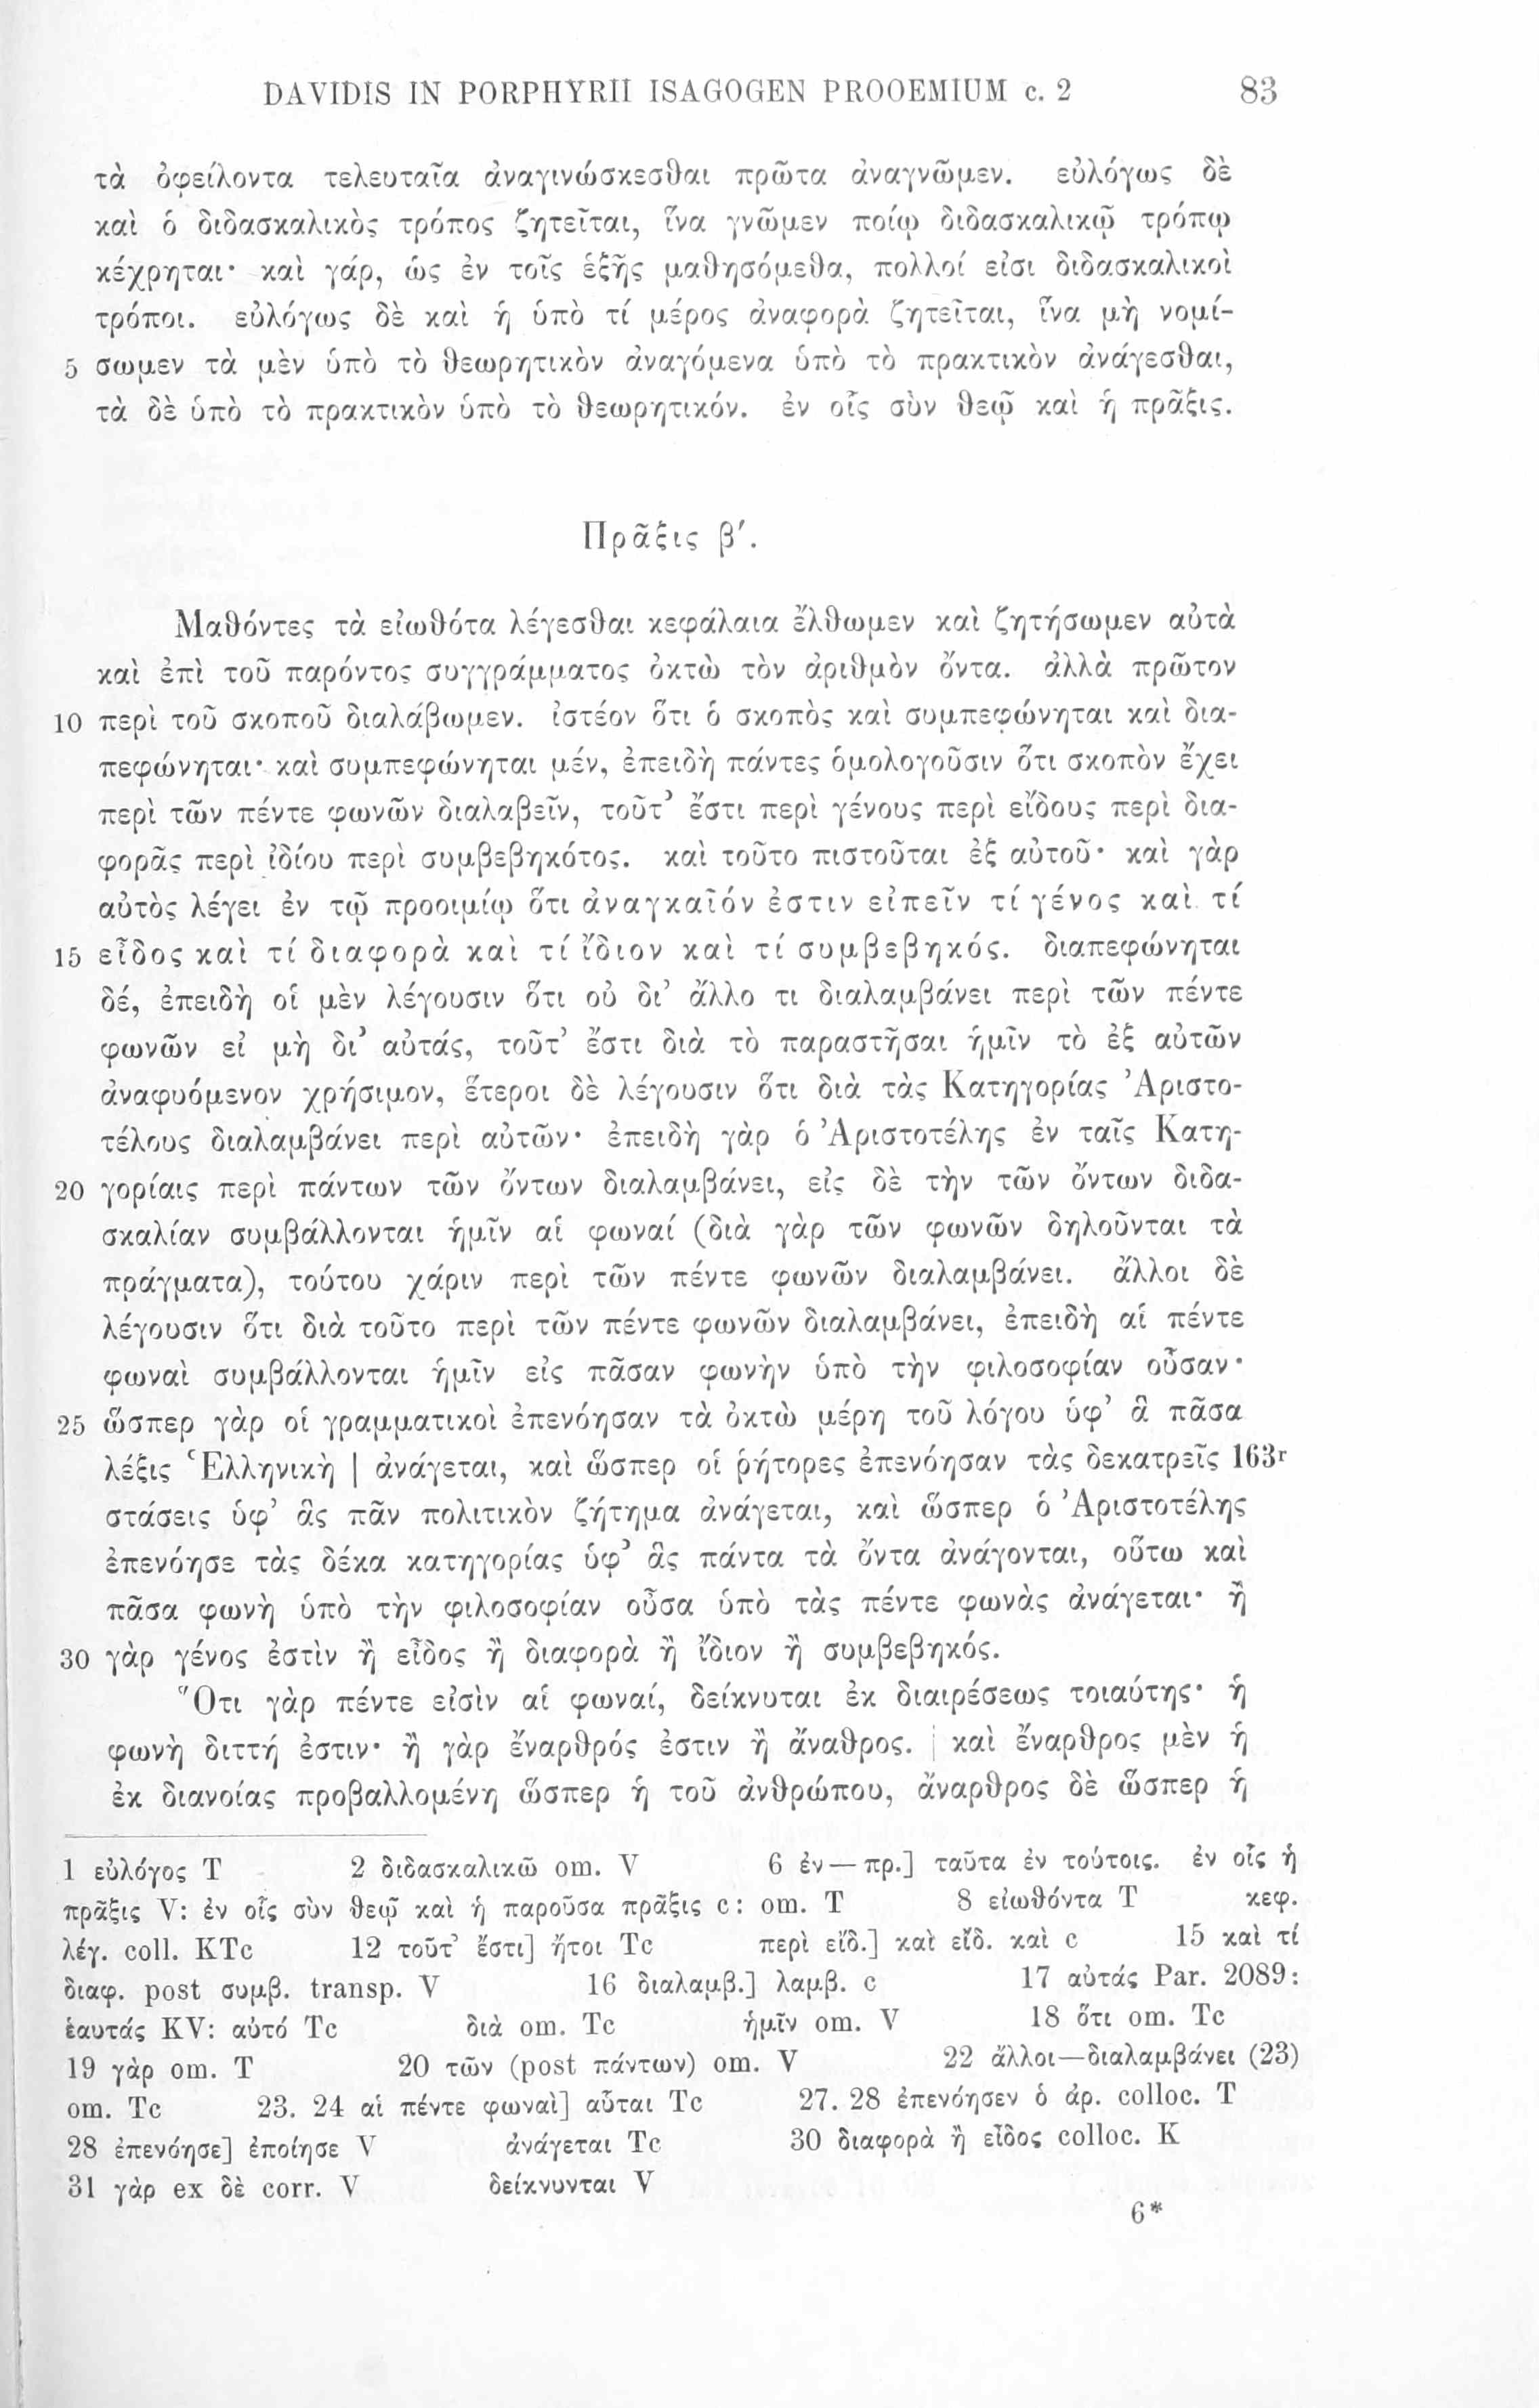 DAVIDIS IN PORPHYRII ISAGOGEN PROOEMIUM c. 2 83
τὰ ὀφείλοντα τελευταῖα ἀναγινώσκεσθαι πρῶτα ἀναγνῶμεν. εὐλόγως δὲ
καὶ ὁ διδασκαλικὸς τρόπος ζητεῖται, ἵνα γνῶμεν ποίῳ διδασκαλικῷ τρόπῳ
κέχρηται· καὶ γάρ, ὡς ἐν τοῖς ἑξῆς μαθησόμεθα, πολλοί εἰσι διδασκαλικοὶ
τρόποι. εὐλόγως δὲ καὶ ἡ ὑπὸ τί μέρος ἀναφορὰ ζητεῖται, ἵνα μὴ νομί-
5 σωμεν τὰ μὲν ὑπὸ τὸ θεωρητικὸν ἀναγόμενα ὑπὸ τὸ πρακτικὸν ἀνάγεσθαι,
τὰ δὲ ὑπὸ τὸ πρακτικὸν ὑπὸ τὸ θεωρητικόν. ἐν οἷς σὺν θεῷ καὶ ἡ πρᾶξις.
Πρᾶξις β′.
Μαθόντες τὰ εἰωθότα λέγεσθαι κεφάλαια ἔλθωμεν καὶ ζητήσωμεν αὐτὰ
καὶ ἐπὶ τοῦ παρόντος συγγράμματος ὀκτὼ τὸν ἀριθμὸν ὄντα. ἀλλὰ πρῶτον
10 περὶ τοῦ σκοποῦ διαλάβωμεν. ἰστέον ὅτι ὁ σκοπὸς καὶ συμπεφώνηται καὶ δια-
πεφώνηται· καὶ συμπεφώνηται μέν, ἐπειδὴ πάντες ὁμολογοῦσιν ὅτι σκοπὸν ἔχει
περὶ τῶν πέντε φωνῶν διαλαβεῖν, τοῦτ’ ἔστι περὶ γένους περὶ εἴδους περὶ δια-
φορᾶς περὶ ἰδίου περὶ συμβεβηκότος. καὶ τοῦτο πιστοῦται ἐξ αὐτοῦ· καὶ γὰρ
αὐτὸς λέγει ἐν τῷ προοιμίῳ ὅτι ἀναγκαῖόν ἐστιν εἰπεῖν τί γένος καὶ τί
15 εἶδος καὶ τί διαφορὰ καὶ τί ἴδιον καὶ τί συμβεβηκός. διαπεφώνηται
δέ, ἐπειδὴ οἱ μὲν λέγουσιν ὅτι οὐ δι’ ἄλλο τι διαλαμβάνει περὶ τῶν πέντε
φωνῶν εἰ μὴ δι’ αὐτάς, τοῦτ’ ἔστι διὰ τὸ παραστῆσαι ἡμῖν τὸ ἐξ αὐτῶν
ἀναφυόμενον χρήσιμον, ἕτεροι δὲ λέγουσιν ὅτι διὰ τὰς Κατηγορίας Ἀριστο-
τέλους διαλαμβάνει περὶ αὐτῶν· ἐπειδὴ γὰρ ὁ Ἀριστοτέλης ἐν ταῖς Κατη-
20 γορίαις περὶ πάντων τῶν ὄντων διαλαμβάνει, εἰς δὲ τὴν τῶν ὄντων διδα-
σκαλίαν συμβάλλονται ἡμῖν αἱ φωναί (διὰ γὰρ τῶν φωνῶν δηλοῦνται τὰ
πράγματα), τούτου χάριν περὶ τῶν πέντε φωνῶν διαλαμβάνει. ἄλλοι δὲ
λέγουσιν ὅτι διὰ τοῦτο περὶ τῶν πέντε φωνῶν διαλαμβάνει, ἐπειδὴ αἱ πέντε
φωναὶ συμβάλλονται ἡμῖν εἰς πᾶσαν φωνὴν ὑπὸ τὴν φιλοσοφίαν οὖσαν·
25 ὥσπερ γὰρ οἱ γραμματικοὶ ἐπενόησαν τὰ ὀκτὼ μέρη τοῦ λόγου ὑφ’ ἃ πᾶσα
λέξις Ἑλληνικὴ | ἀνάγεται, καὶ ὥσπερ οἱ ῥήτορες ἐπενόησαν τὰς δεκατρεῖς 163r
στάσεις ὑφ’ ἃς πᾶν πολιτικὸν ζήτημα ἀνάγεται, καὶ ὥσπερ ὁ Ἀριστοτέλης
ἐπενόησε τὰς δέκα κατηγορίας ὑφ’ ἃς πάντα τὰ ὄντα ἀνάγονται, οὕτω καὶ
πᾶσα φωνὴ ὑπὸ τὴν φιλοσοφίαν οὖσα ὑπὸ τὰς πέντε φωνὰς ἀνάγεται· ἢ
30 γὰρ γένος ἐστὶν ἢ εἶδος ἢ διαφορὰ ἢ ἴδιον ἢ συμβεβηκός.
Ὅτι γὰρ πέντε εἰσὶν αἱ φωναί, δείκνυται ἐκ διαιρέσεως τοιαύτης· ἡ
φωνὴ διττή ἐστιν· ἢ γὰρ ἔναρθρός ἐστιν ἢ ἄναθρος. | καὶ ἔναρθρος μὲν ἡ
ἐκ διανοίας προβαλλομένη ὥσπερ ἡ τοῦ ἀνθρώπου, ἄναρθρος δὲ ὥσπερ ἡ
1 εὐλόγος T 2 διδασκαλικῶ om. V 6 ἐν—πρ.] ταῦτα ἐν τούτοις. ἐν οἷς ἡ
πρᾶξις V: ἐν οἷς σὺν θεῷ καὶ ἡ παροῦσα πρᾶξις c: om. T 8 εἰωθόντα T κεφ.
λέγ. coll. KTc 12 τοῦτ’ ἔστι] ἤτοι Tc περὶ εἴδ.] καὶ εἴδ. καὶ c 15 καὶ τί
διαφ. post συμβ. transp. V 16 διαλαμβ.] λαμβ. c 17 αὐτάς Par. 2089:
ἑαυτάς KV: αὐτό Tc διὰ om. Tc ἡμῖν om. V 18 ὅτι om. Tc
19 γὰρ om. T 20 τῶν (post πάντων) om. V 22 ἄλλοι—διαλαμβάνει (23)
om. Tc 23. 24 αἱ πέντε φωναὶ] αὗται Tc 27. 28 ἐπενόησεν ὁ ἀρ. colloc. T
28 ἐπενόησε] ἐποίησε V ἀνάγεται Tc 30 διαφορὰ ἢ εἶδος colloc. K
31 γὰρ ex δὲ corr. V δείκνυνται V
6*